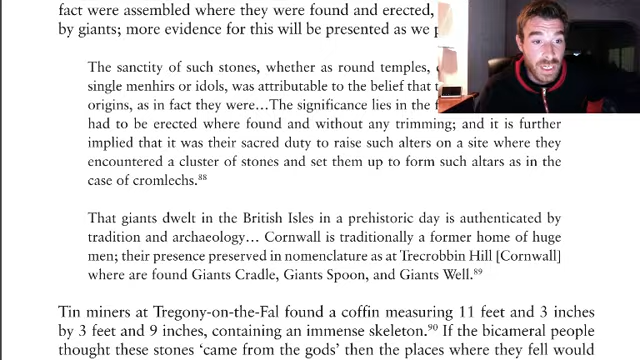 fact were assembled where they were found and erected,
by giants; more evidence for this will be presented as we
The sanctity of such stones, whether as round temples,
single menhirs or idols, was attributable to the belief that
origins, as in fact they were…The significance lies in the
had to be erected where found and without any trimming; and it is further
implied that it was their sacred duty to raise such alters on a site where they
encountered a cluster of stones and set them up to form such altars as in the
case of cromlechs.88
That giants dwelt in the British Isles in a prehistoric day is authenticated by
tradition and archaeology… Cornwall is traditionally a former home of huge
men; their presence preserved in nomenclature as at Trecrobbin Hill [Cornwall]
where are found Giants Cradle, Giants Spoon, and Giants Well.89
Tin miners at Tregony-on-the-Fal found a coffin measuring 11 feet and 3 inches
by 3 feet and 9 inches, containing an immense skeleton.90 If the bicameral people
thought these stones ‘came from the gods’ then the places where they fell would